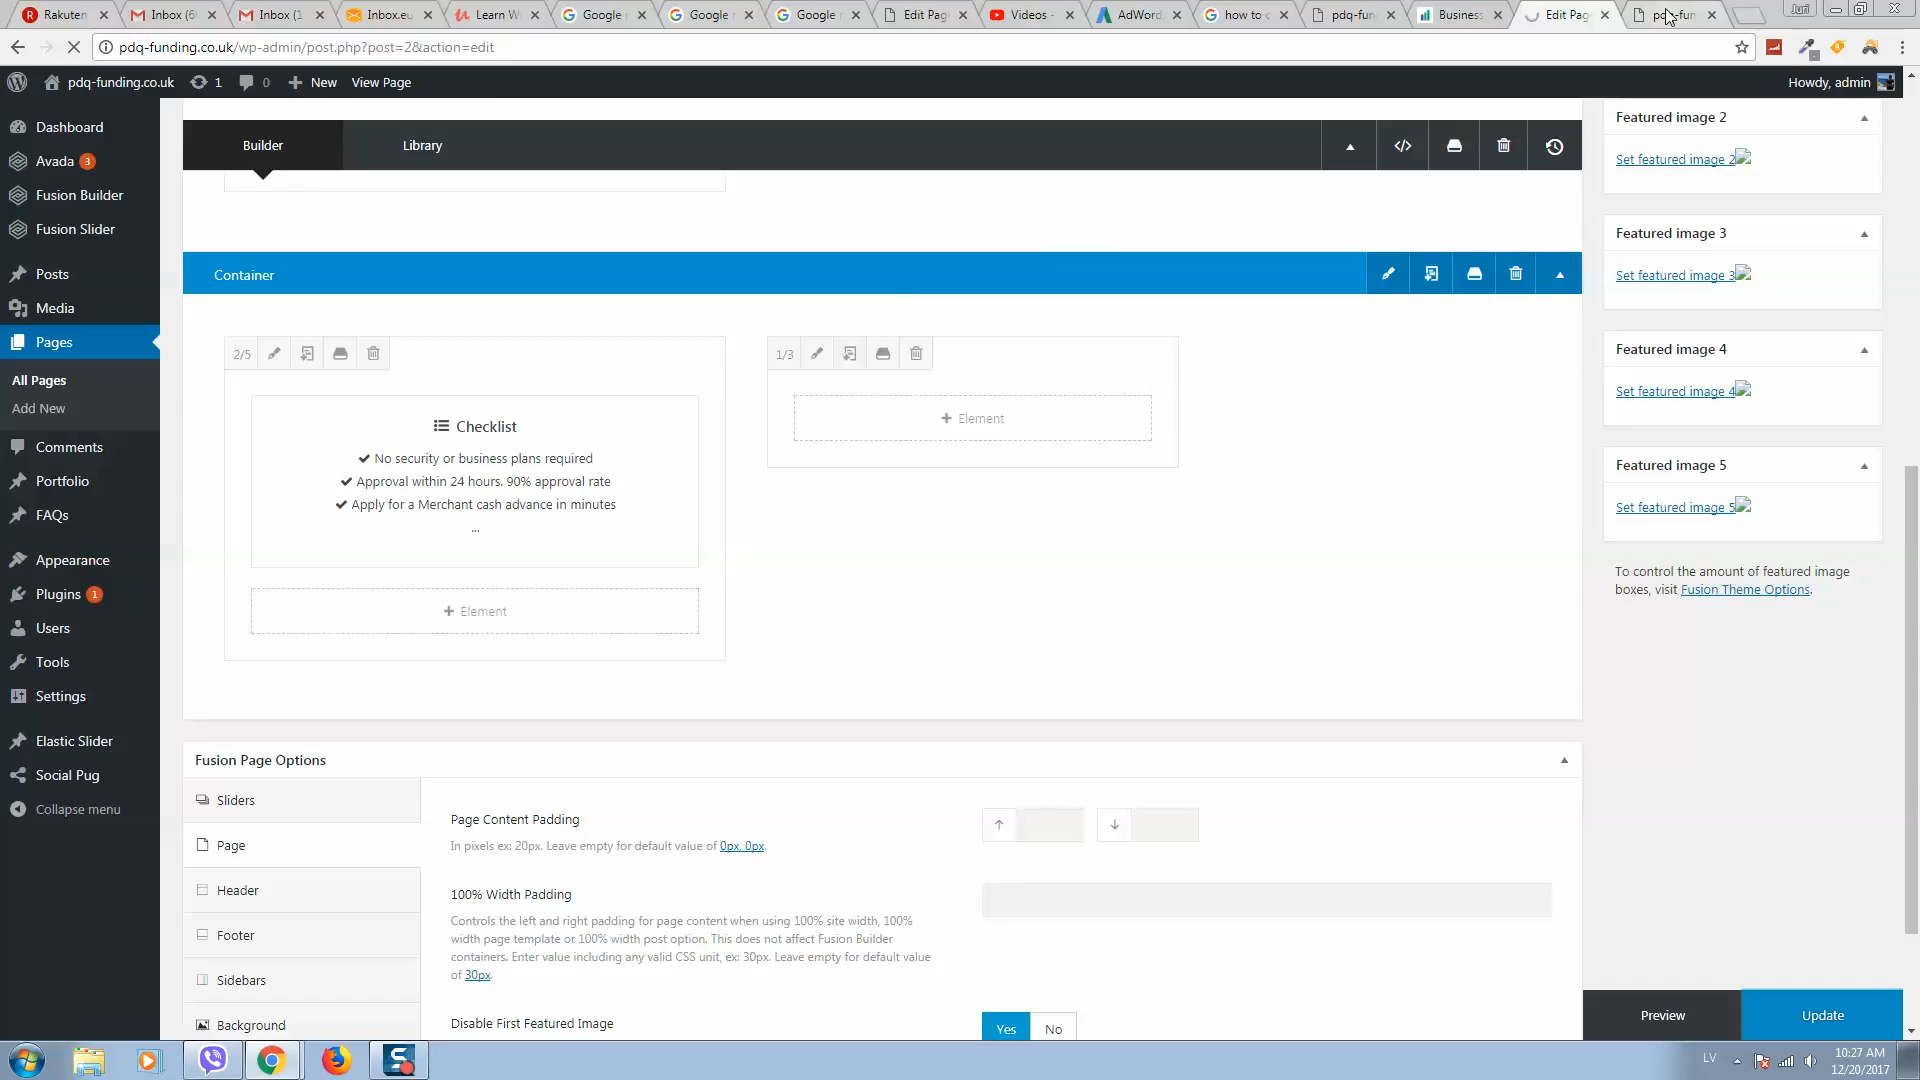 Rakuten
Inbox (6
Inbox (1
Inbox.eu
Learn W
Google
Google
Google
Edit Pag
Videos -
AdWord
how to c
pdq-fun
Business
Edit Pag
pdq-fun
Juri
pdq-funding.co.uk/wp-admin/post.php?post=2&action=edit
pdq-funding.co.uk
1
0
New
View Page
Howdy, admin
Dashboard
Avada 3
Fusion Builder
Fusion Slider
Posts
Media
Pages
All Pages
Add New
Comments
Portfolio
FAQs
Appearance
Plugins 1
Users
Tools
Settings
Elastic Slider
Social Pug
Collapse menu
Builder
Library
Container
2/5
Checklist
No security or business plans required
Approval within 24 hours. 90% approval rate
Apply for a Merchant cash advance in minutes
...
+ Element
1/3
+ Element
Fusion Page Options
Sliders
Page
Header
Footer
Sidebars
Background
Page Content Padding
In pixels ex: 20px. Leave empty for default value of 0px, 0px.
100% Width Padding
Controls the left and right padding for page content when using 100% site width, 100%
width page template or 100% width post option. This does not affect Fusion Builder
containers. Enter value including any valid CSS unit, ex: 30px. Leave empty for default value
of 30px.
Disable First Featured Image
Yes
No
Featured image 2
Set featured image 2
Featured image 3
Set featured image 3
Featured image 4
Set featured image 4
Featured image 5
Set featured image 5
To control the amount of featured image
boxes, visit Fusion Theme Options.
Preview
Update
LV
10:27 AM
12/20/2017